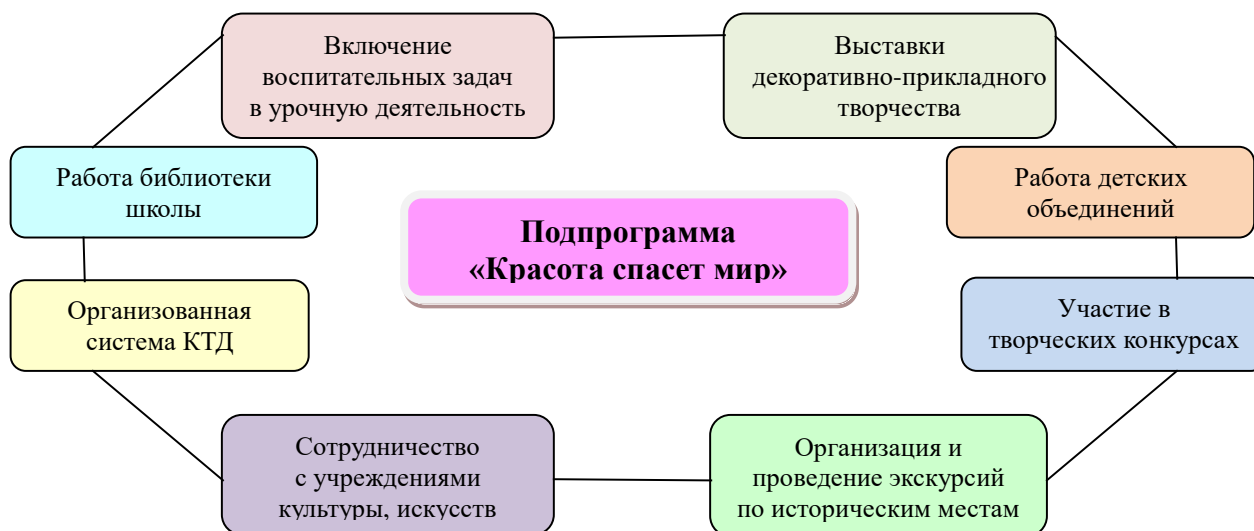 Включение
воспитательных задач
в урочную деятельность
Выставки
декоративно-прикладного
творчества
Работа библиотеки
школы
Работа детских
объединений
Подпрограмма
«Красота спасет мир»
Организованная
система КТД
Участие в
творческих конкурсах
Сотрудничество
с учреждениями
культуры, искусств
Организация и
проведение экскурсий
по историческим местам